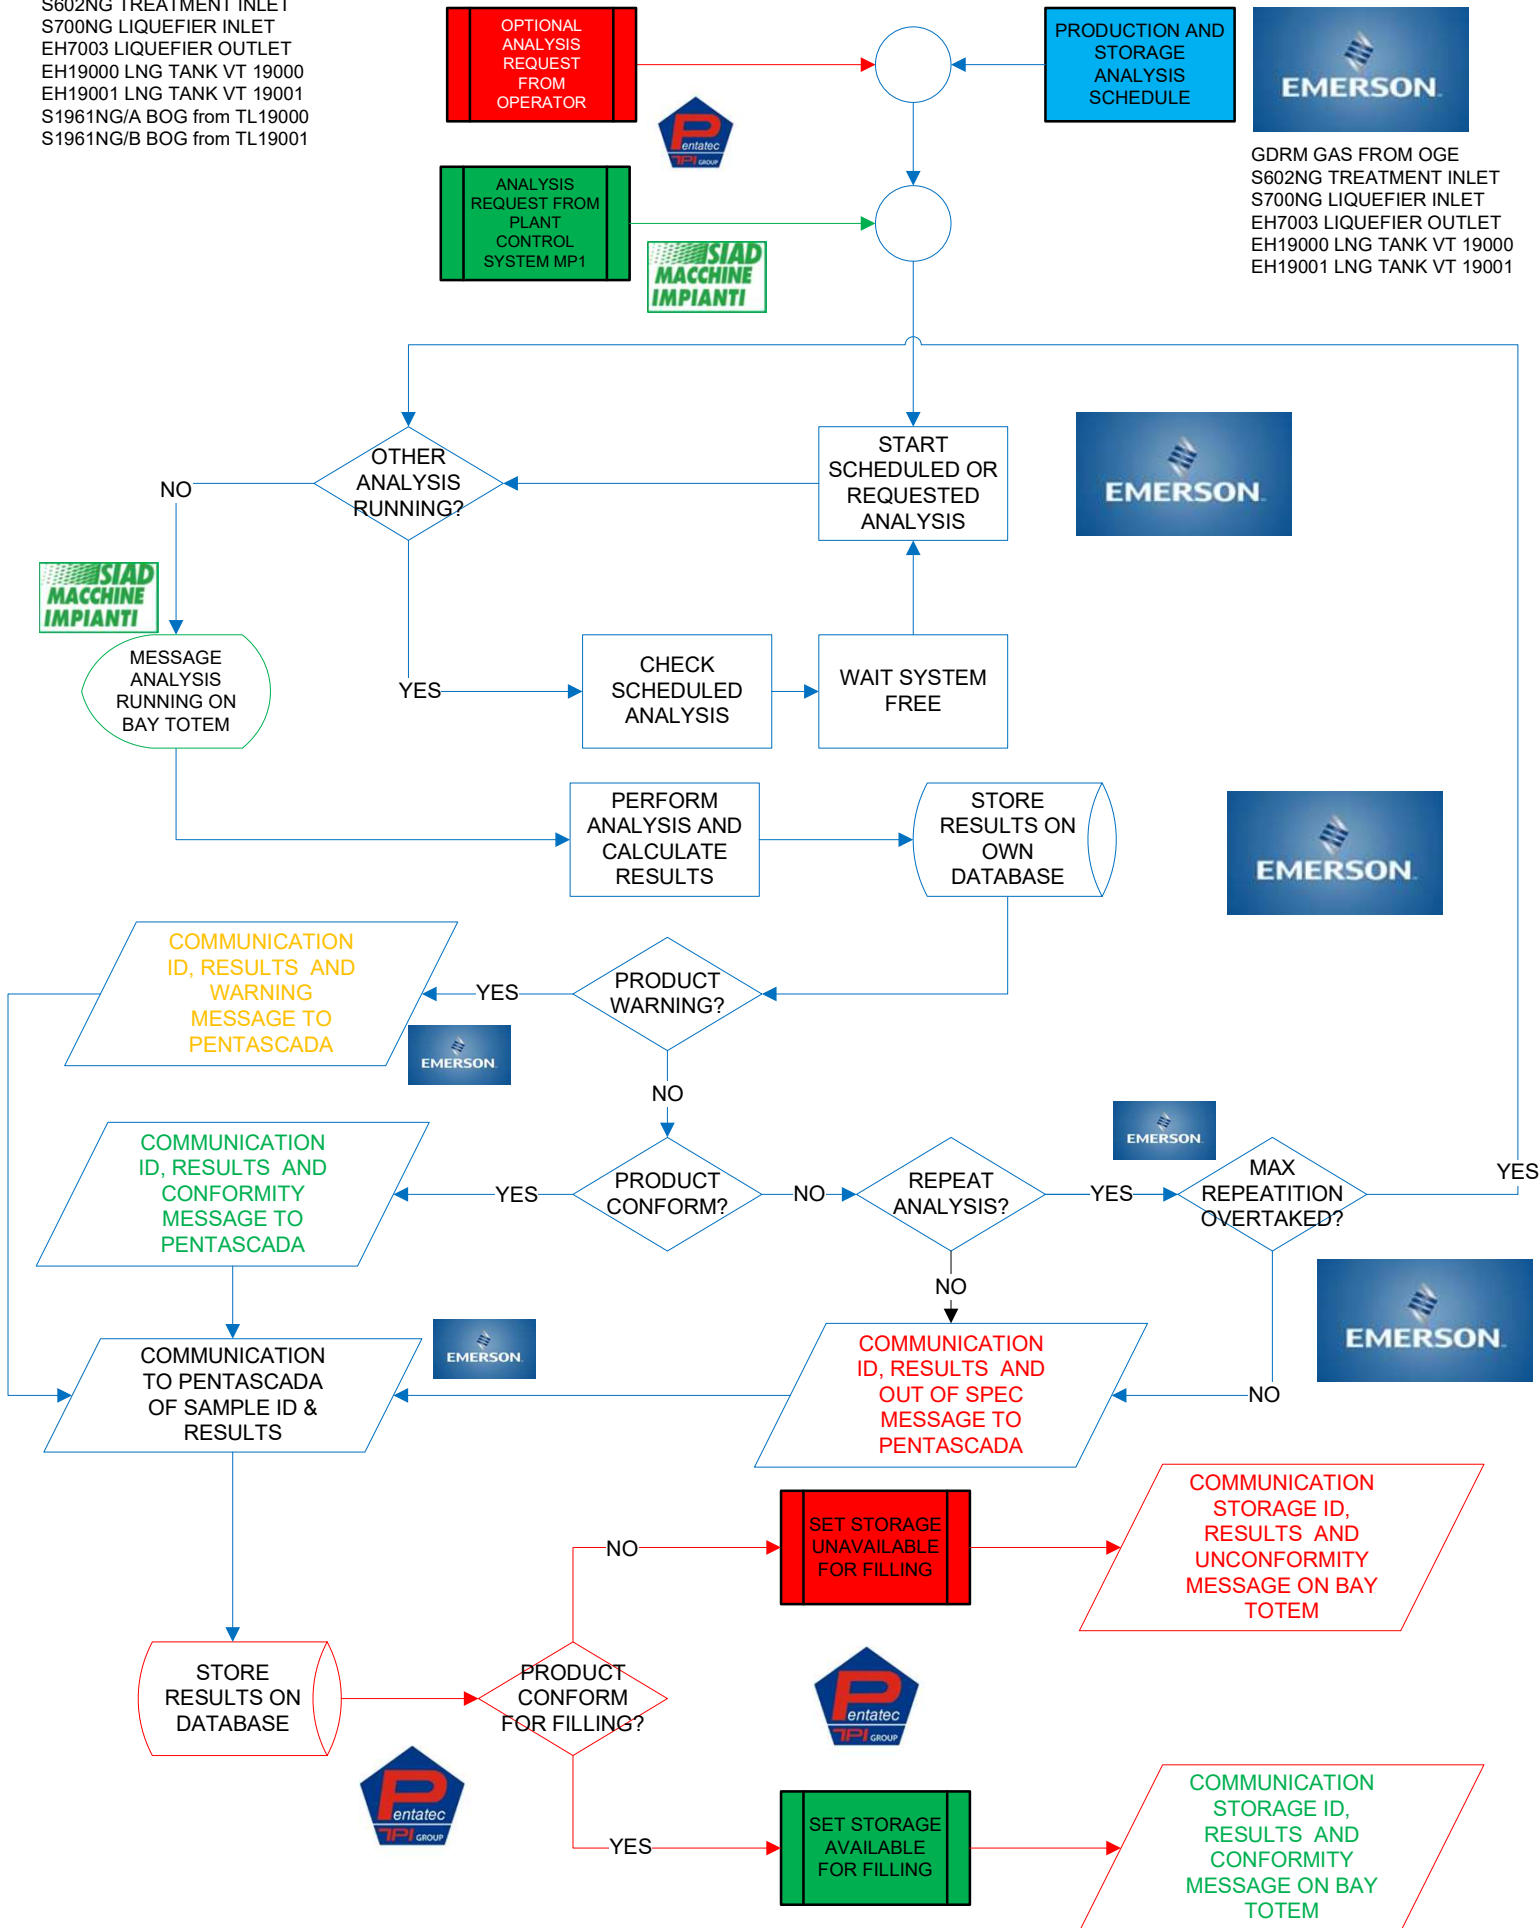 S602NG TREATMENT INLET
S700NG LIQUEFIER INLET
EH7003 LIQUEFIER OUTLET
EH19000 LNG TANK VT 19000
EH19001 LNG TANK VT 19001
S1961NG/A BOG from TL19000
S1961NG/B BOG from TL19001
OPTIONAL
ANALYSIS
REQUEST
FROM
OPERATOR
PRODUCTION AND
STORAGE
ANALYSIS
SCHEDULE
EMERSON
Pentatec
TPI GROUP
GDRM GAS FROM OGE
S602NG TREATMENT INLET
S700NG LIQUEFIER INLET
EH7003 LIQUEFIER OUTLET
EH19000 LNG TANK VT 19000
EH19001 LNG TANK VT 19001
ANALYSIS
REQUEST FROM
PLANT
CONTROL
SYSTEM MP1
SIAD
MACCHINE
IMPIANTI
OTHER
ANALYSIS
RUNNING?
START
SCHEDULED OR
REQUESTED
ANALYSIS
EMERSON
NO
SIAD
MACCHINE
IMPIANTI
MESSAGE
ANALYSIS
RUNNING ON
BAY TOTEM
YES
CHECK
SCHEDULED
ANALYSIS
WAIT SYSTEM
FREE
PERFORM
ANALYSIS AND
CALCULATE
RESULTS
STORE
RESULTS ON
OWN
DATABASE
EMERSON
COMMUNICATION
ID, RESULTS AND
WARNING
MESSAGE TO
PENTASCADA
YES
PRODUCT
WARNING?
EMERSON
NO
COMMUNICATION
ID, RESULTS AND
CONFORMITY
MESSAGE TO
PENTASCADA
YES
PRODUCT
CONFORM?
NO
REPEAT
ANALYSIS?
YES
EMERSON
MAX
REPEATITION
OVERTAKED?
YES
NO
EMERSON
COMMUNICATION
TO PENTASCADA
OF SAMPLE ID &
RESULTS
EMERSON
COMMUNICATION
ID, RESULTS AND
OUT OF SPEC
MESSAGE TO
PENTASCADA
NO
NO
SET STORAGE
UNAVAILABLE
FOR FILLING
COMMUNICATION
STORAGE ID,
RESULTS AND
UNCONFORMITY
MESSAGE ON BAY
TOTEM
STORE
RESULTS ON
DATABASE
PRODUCT
CONFORM
FOR FILLING?
Pentatec
TPI GROUP
Pentatec
TPI GROUP
YES
SET STORAGE
AVAILABLE
FOR FILLING
COMMUNICATION
STORAGE ID,
RESULTS AND
CONFORMITY
MESSAGE ON BAY
TOTEM